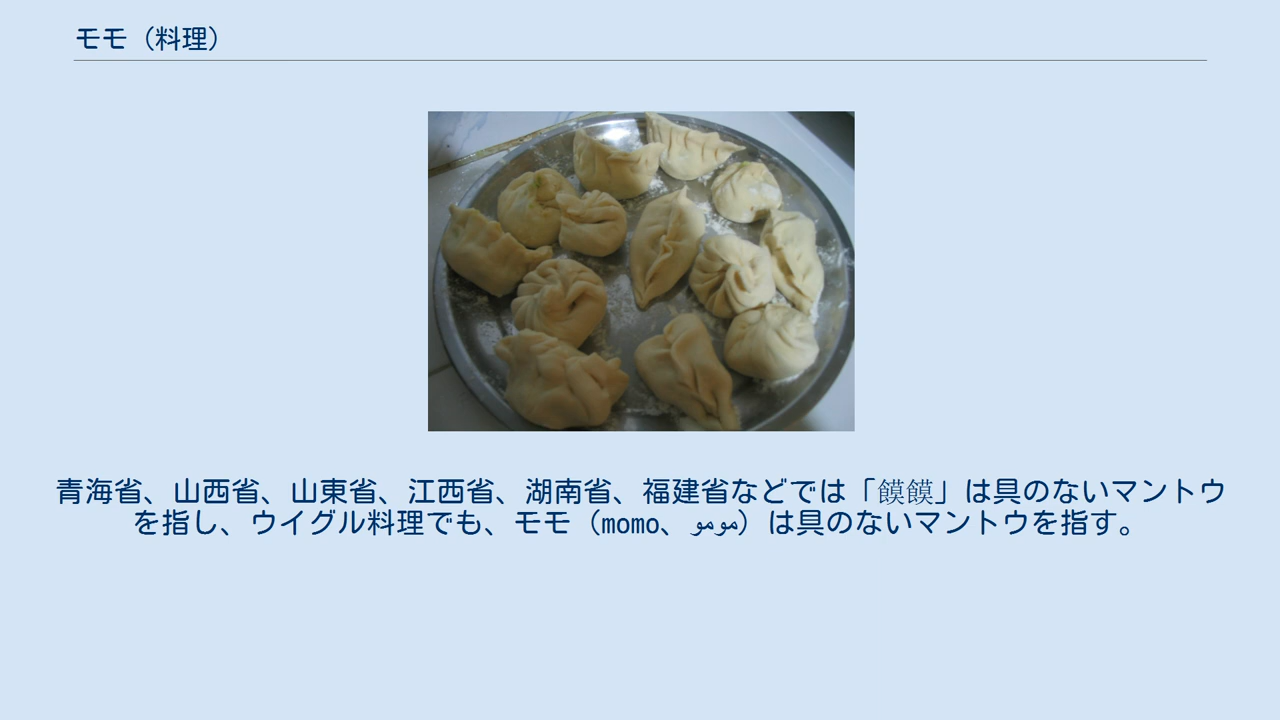 モモ（料理）
青海省、山西省、山東省、江西省、湖南省、福建省などでは「饃饃」は具のないマントウ
を指し、ウイグル料理でも、モモ（momo、مومو）は具のないマントウを指す。